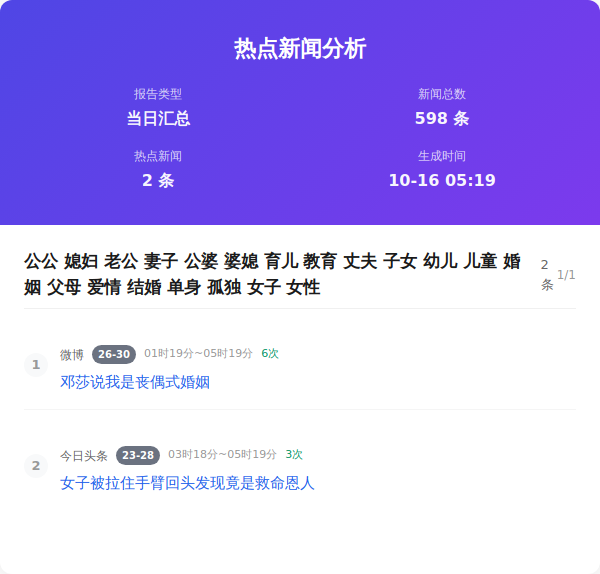 热点新闻分析
报告类型
新闻总数
当日汇总
598 条
热点新闻
生成时间
2 条
10-16 05:19
公公 媳妇 老公 妻子 公婆 婆媳 育儿 教育 丈夫 子女 幼儿 儿童 婚
姻 父母 爱情 结婚 单身 孤独 女子 女性
2
条
1/1
1
微博 26-30 01时19分~05时19分 6次
邓莎说我是丧偶式婚姻
2
今日头条 23-28 03时18分~05时19分 3次
女子被拉住手臂回头发现竟是救命恩人